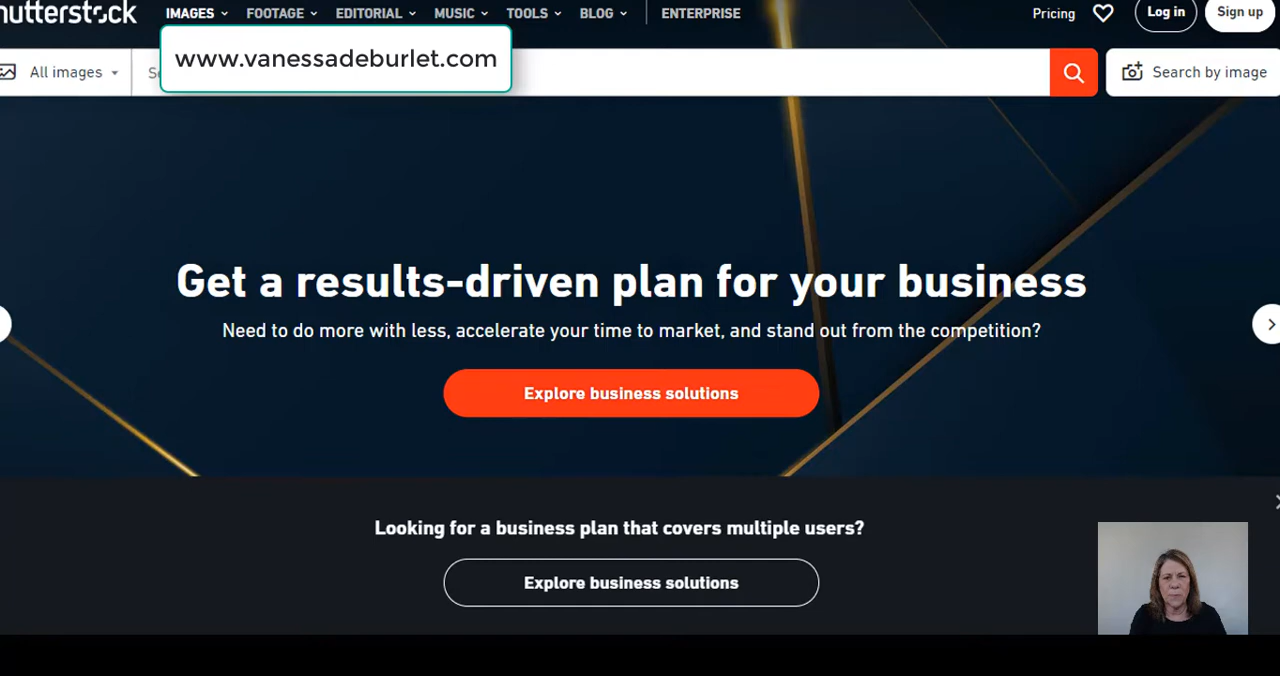 hutterstock IMAGES FOOTAGE EDITORIAL MUSIC TOOLS BLOG ENTERPRISE Pricing Log in Sign up
www.vanessadeburlet.com
All images Search by image
Get a results-driven plan for your business
Need to do more with less, accelerate your time to market, and stand out from the competition?
Explore business solutions
Looking for a business plan that covers multiple users?
Explore business solutions